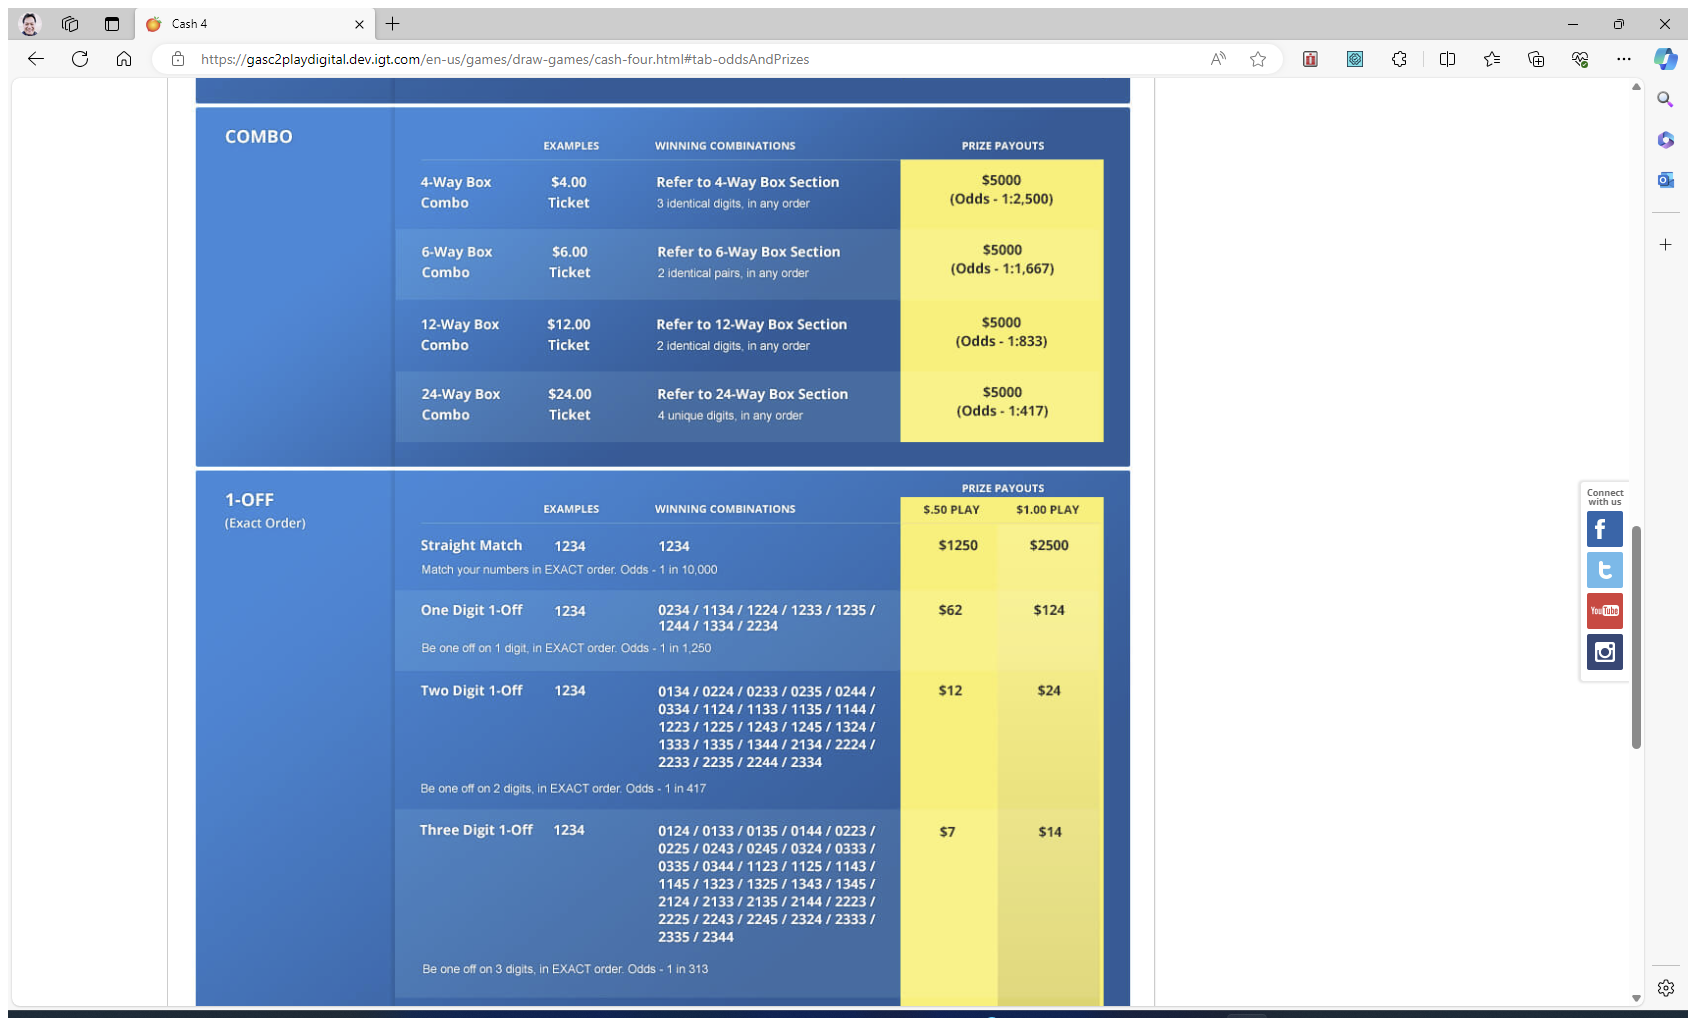 Cash 4
https://gasc2playdigital.dev.igt.com/en-us/games/draw-games/cash-four.html#tab-oddsAndPrizes
COMBO
EXAMPLES WINNING COMBINATIONS PRIZE PAYOUTS
4-Way Box $4.00 Refer to 4-Way Box Section $5000
Combo Ticket 3 identical digits, in any order (Odds - 1:2,500)
6-Way Box $6.00 Refer to 6-Way Box Section $5000
Combo Ticket 2 identical pairs, in any order (Odds - 1:1,667)
12-Way Box $12.00 Refer to 12-Way Box Section $5000
Combo Ticket 2 identical digits, in any order (Odds - 1:833)
24-Way Box $24.00 Refer to 24-Way Box Section $5000
Combo Ticket 4 unique digits, in any order (Odds - 1:417)
1-OFF
(Exact Order)
PRIZE PAYOUTS
EXAMPLES WINNING COMBINATIONS $.50 PLAY $1.00 PLAY
Straight Match 1234 1234 $1250 $2500
Match your numbers in EXACT order. Odds - 1 in 10,000
One Digit 1-Off 1234 0234 / 1134 / 1224 / 1233 / 1235 / $62 $124
1244 / 1334 / 2234
Be one off on 1 digit, in EXACT order. Odds - 1 in 1,250
Two Digit 1-Off 1234 0134 / 0224 / 0233 / 0235 / 0244 / $12 $24
0334 / 1124 / 1133 / 1135 / 1144 /
1223 / 1225 / 1243 / 1245 / 1324 /
1333 / 1335 / 1344 / 2134 / 2224 /
2233 / 2235 / 2244 / 2334
Be one off on 2 digits, in EXACT order. Odds - 1 in 417
Three Digit 1-Off 1234 0124 / 0133 / 0135 / 0144 / 0223 / $7 $14
0225 / 0243 / 0245 / 0324 / 0333 /
0335 / 0344 / 1123 / 1125 / 1143 /
1145 / 1323 / 1325 / 1343 / 1345 /
2124 / 2133 / 2135 / 2144 / 2223 /
2225 / 2243 / 2245 / 2324 / 2333 /
2335 / 2344
Be one off on 3 digits, in EXACT order. Odds - 1 in 313
Connect
with us
YouTube